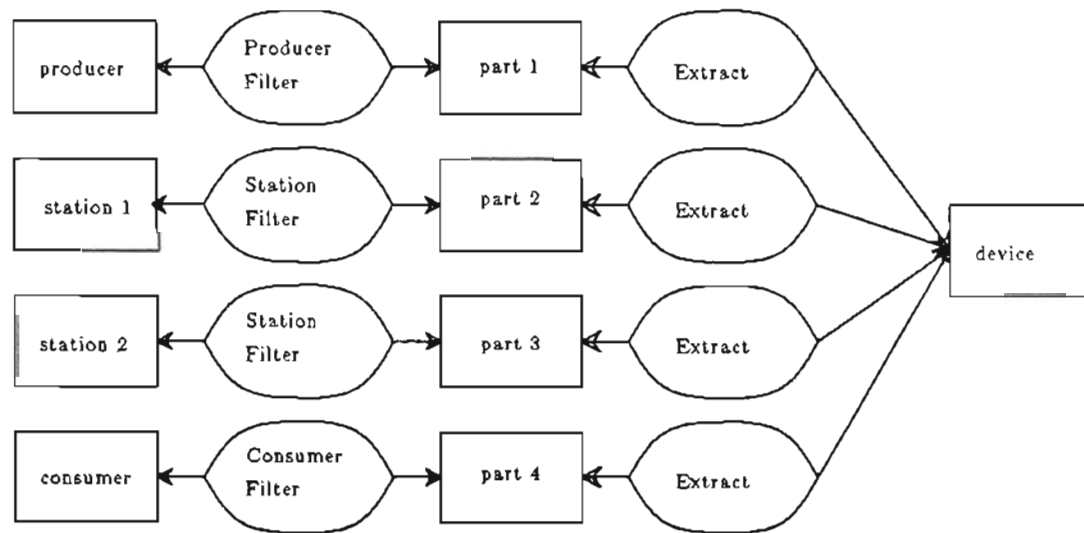 producer
Producer
Filter
part 1
Extract
station 1
Station
Filter
part 2
Extract
device
station 2
Station
Filter
part 3
Extract
consumer
Consumer
Filter
part 4
Extract